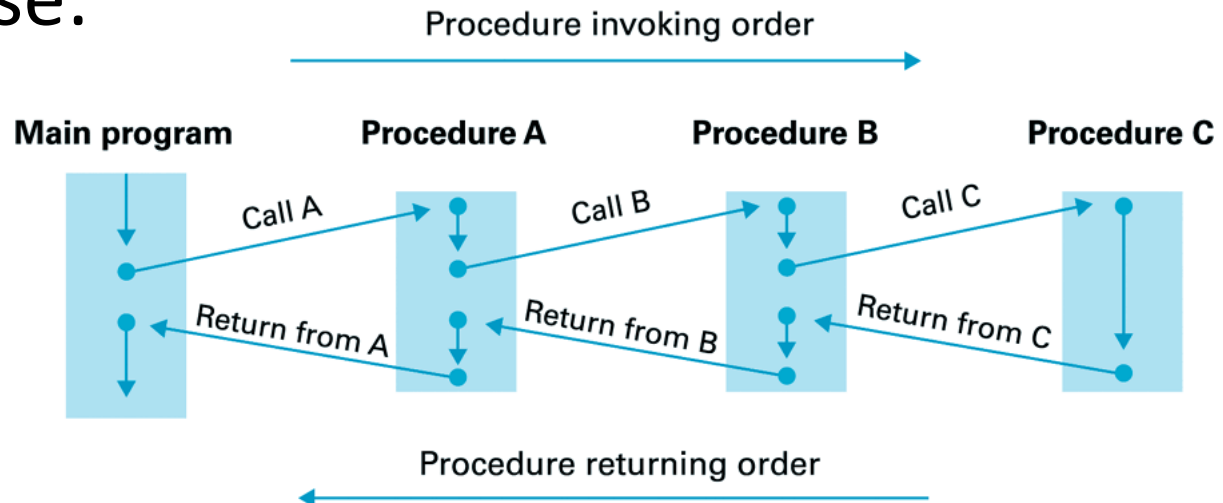 se.
Procedure invoking order
Main program
Procedure A
Procedure B
Procedure C
Call A
Call B
Call C
Return from A
Return from B
Return from C
Procedure returning order